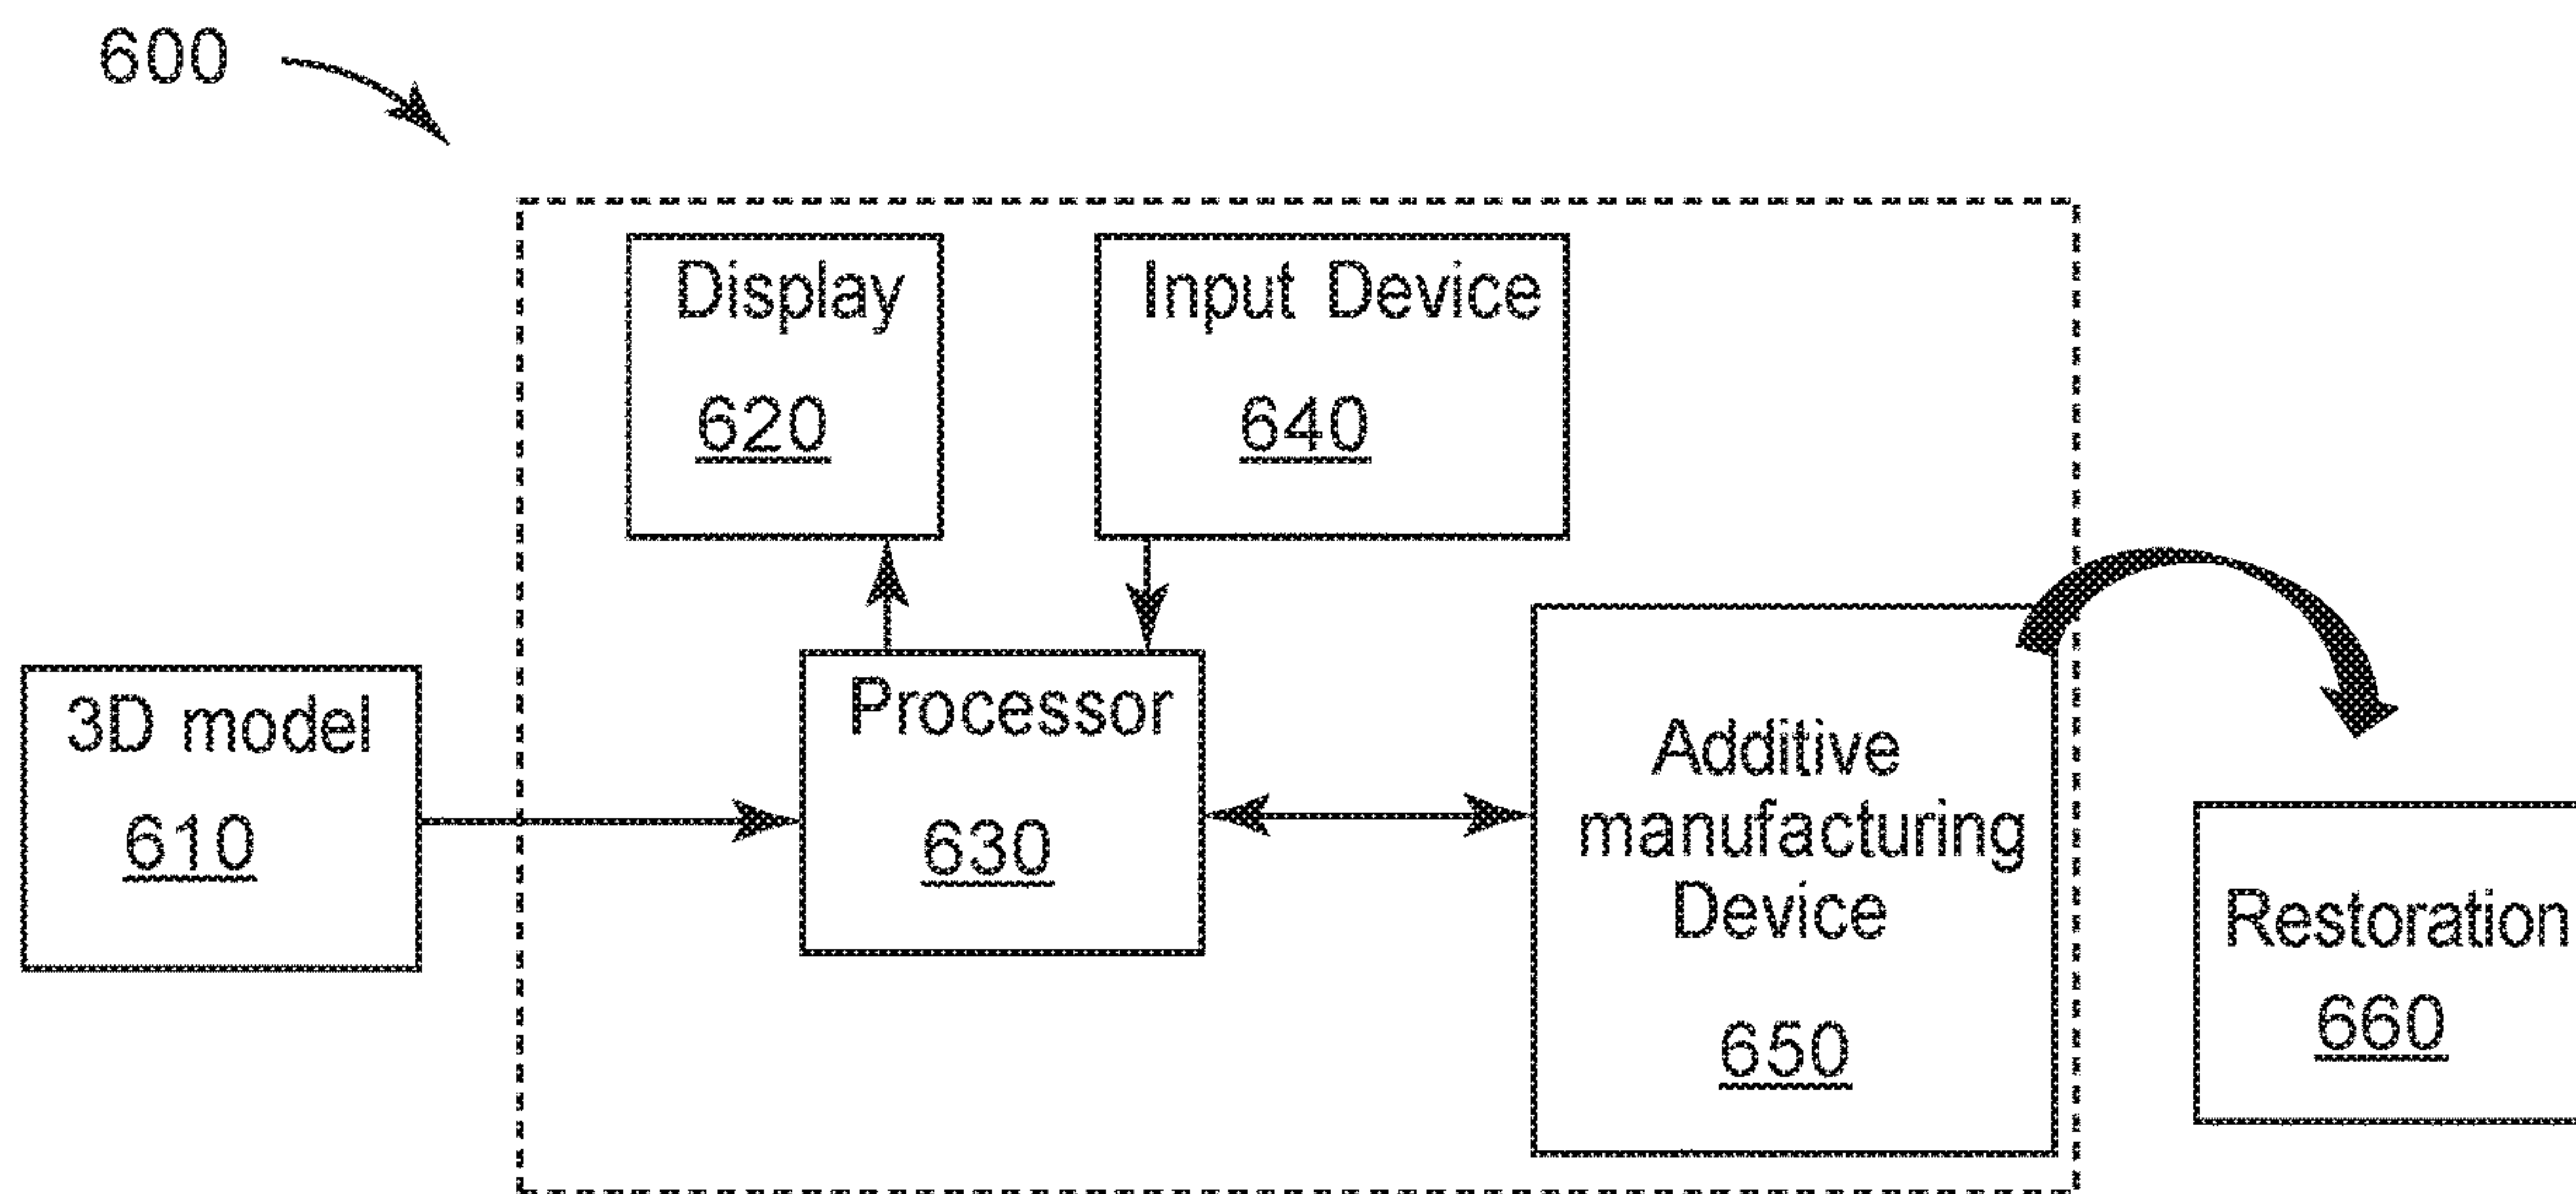 600
Display
620
Input Device
640
3D model
610
Processor
630
Additive
manufacturing
Device
650
Restoration
660